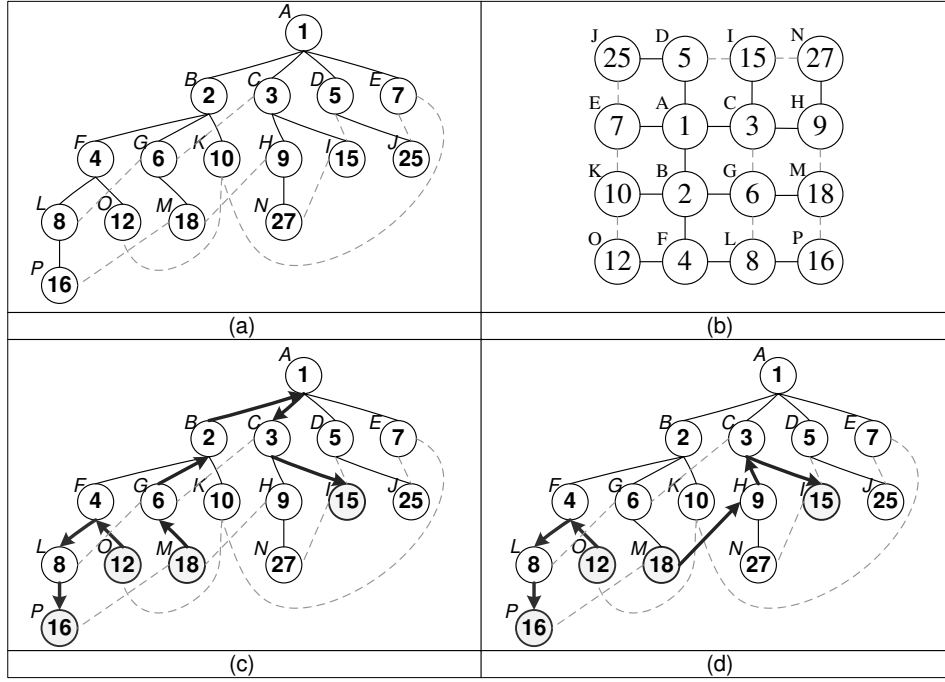 A
1
B C D E
2 3 5 7
F G K H I J
4 6 10 9 15 25
L O M N
8 12 18 27
P
16
(a)
J D I N
25 5 15 27
E A C H
7 1 3 9
K B G M
10 2 6 18
O F L P
12 4 8 16
(b)
A
1
B C D E
2 3 5 7
F G K H I J
4 6 10 9 15 25
L O M N
8 12 18 27
P
16
(c)
A
1
B C D E
2 3 5 7
F G K H I J
4 6 10 9 15 25
L O M N
8 12 18 27
P
16
(d)